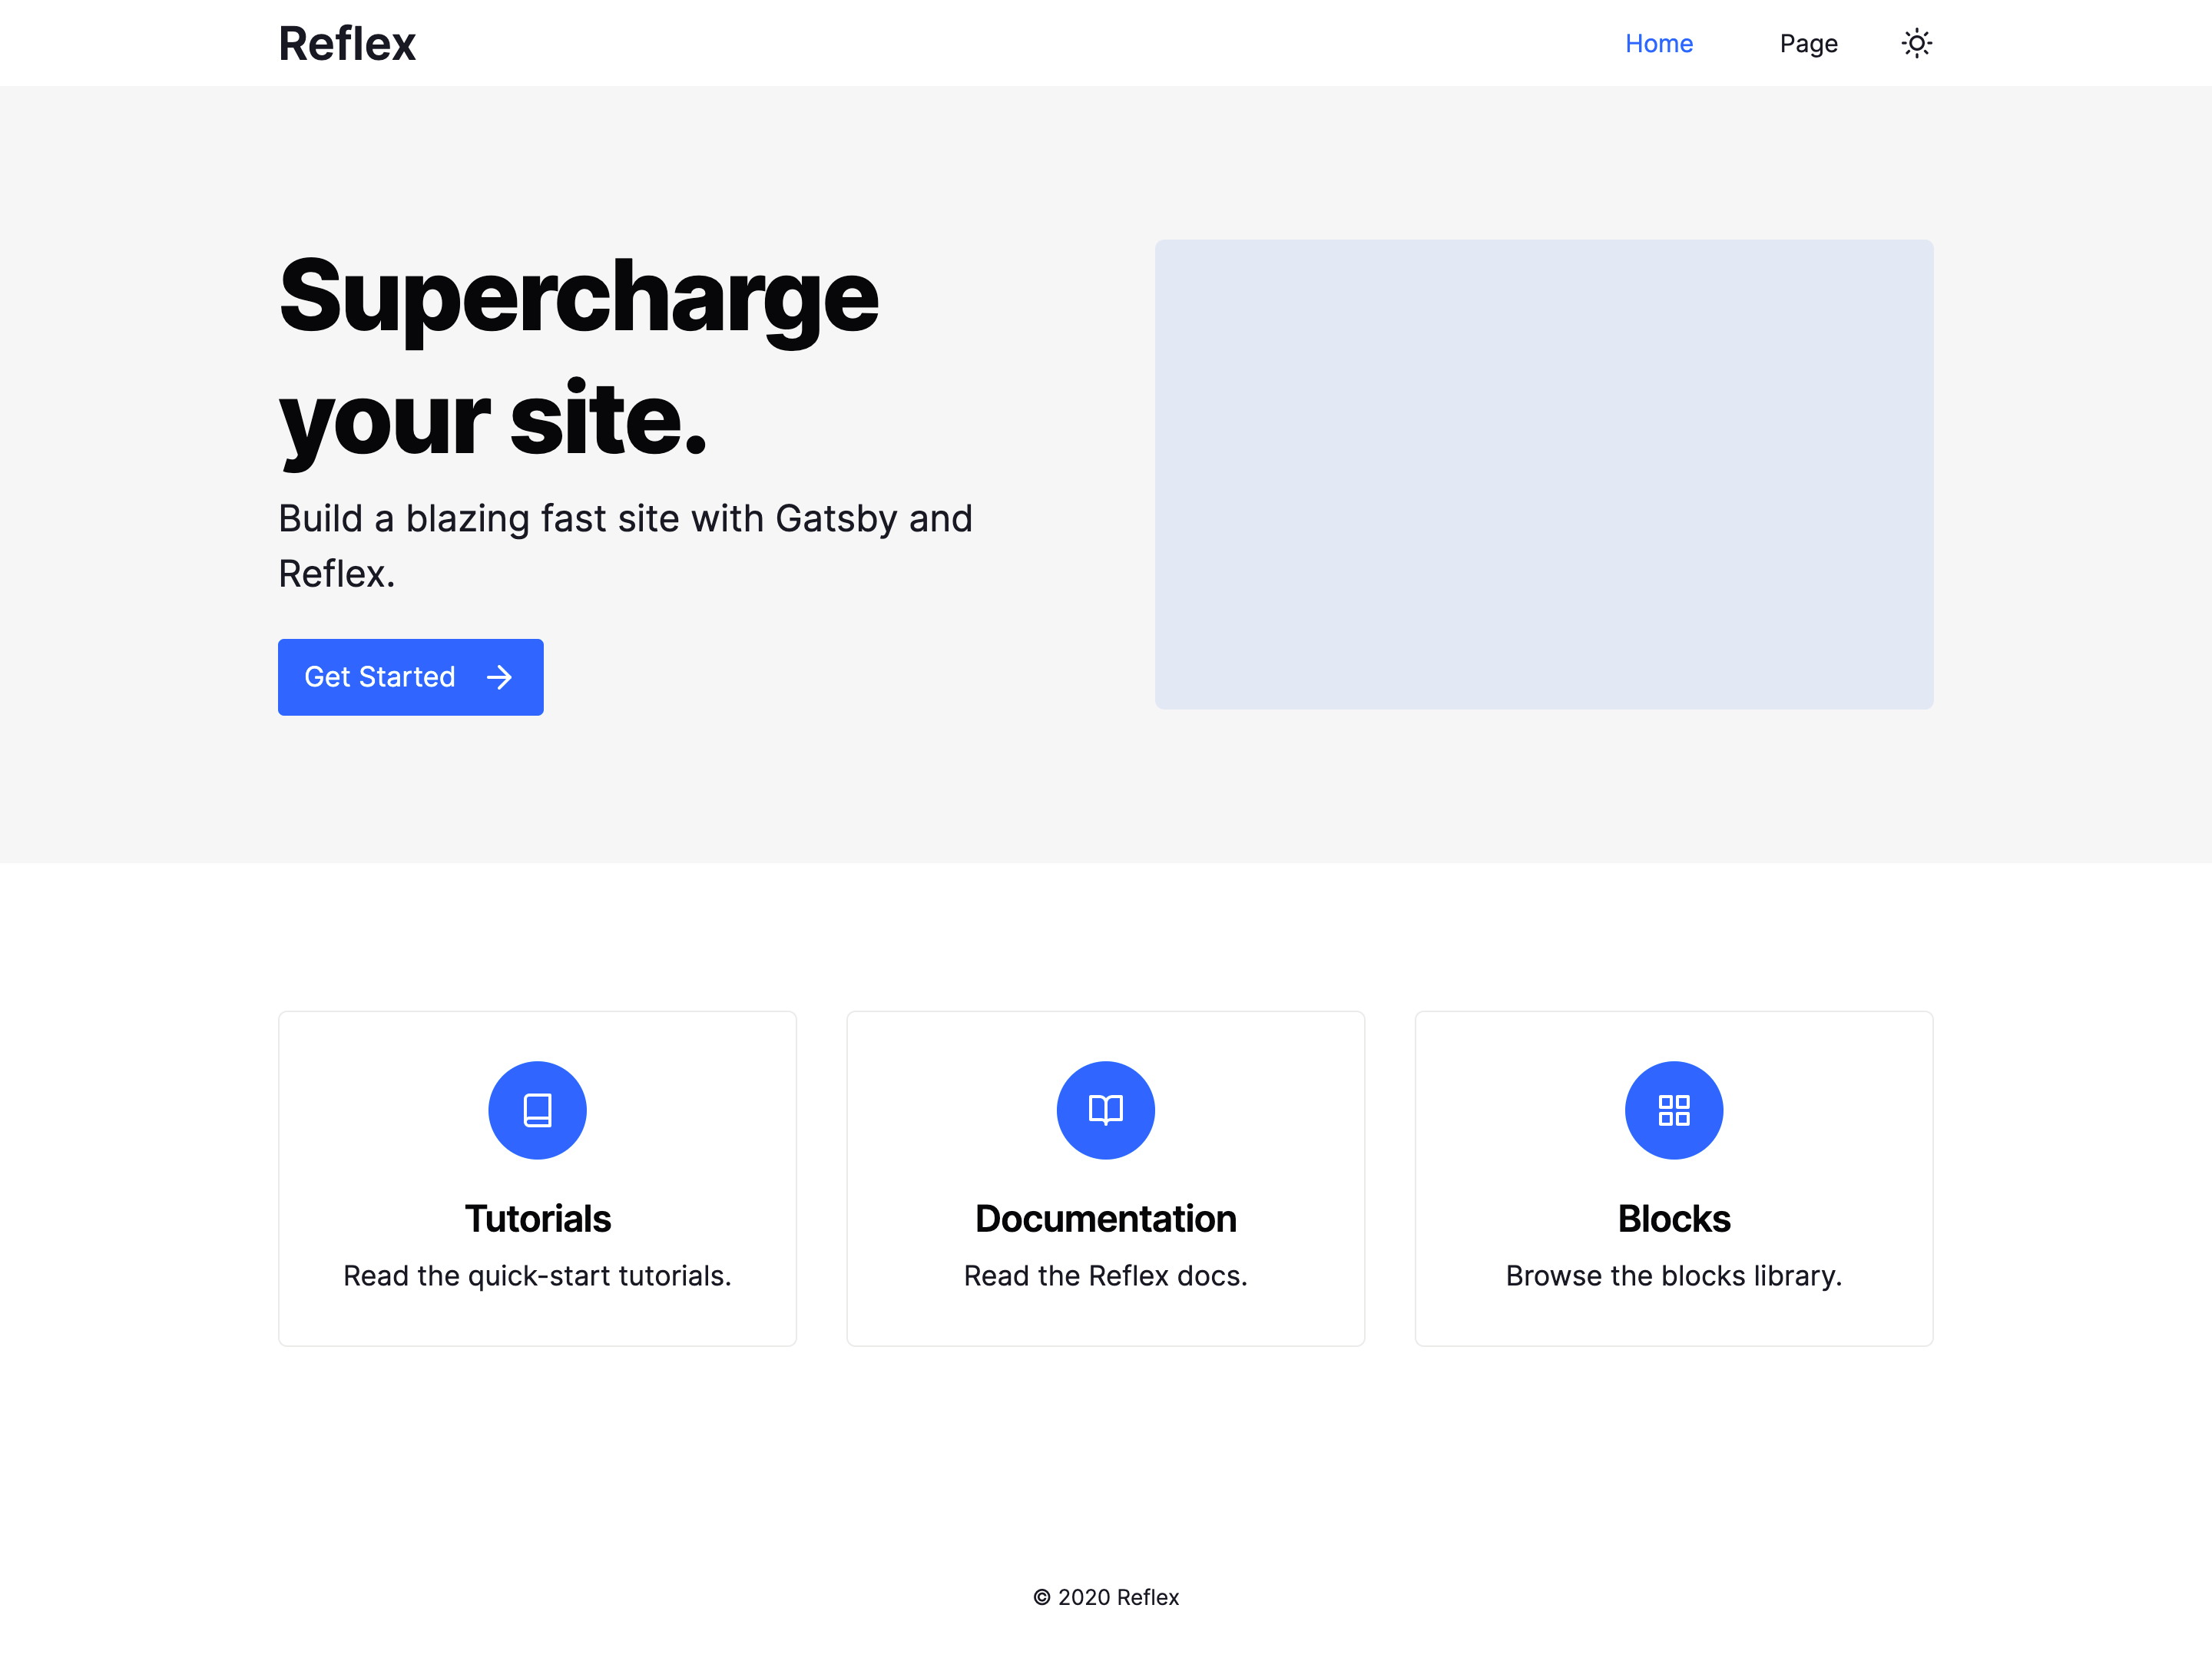 Reflex
Home
Page
Supercharge
your site.
Build a blazing fast site with Gatsby and
Reflex.
Get Started
Tutorials
Read the quick-start tutorials.
Documentation
Read the Reflex docs.
Blocks
Browse the blocks library.
© 2020 Reflex